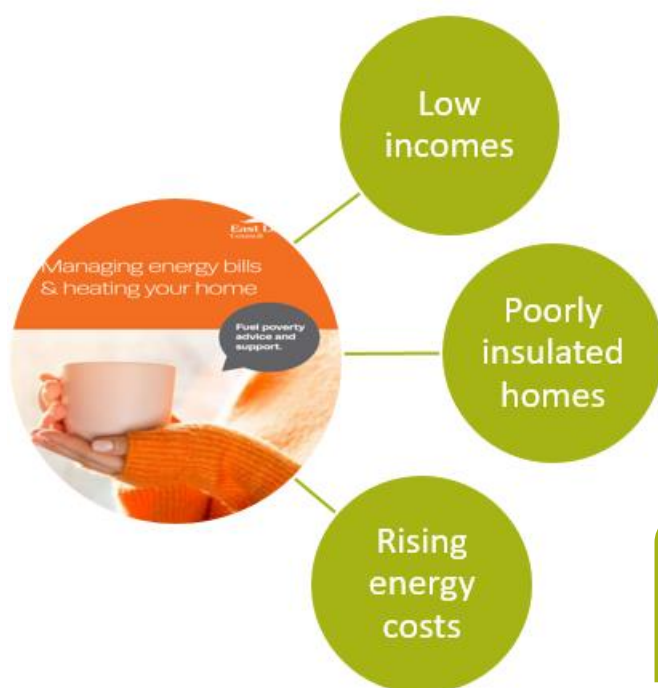 Low
incomes
East
Managing energy bills
& heating your home
Fuel poverty
advice and
support.
Poorly
insulated
homes
Rising
energy
costs